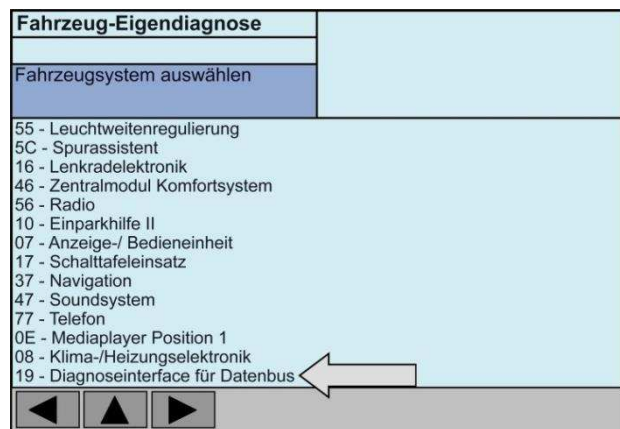 Fahrzeug-Eigendiagnose
Fahrzeugsystem auswählen
55 - Leuchtweitenregulierung
5C - Spurassistent
16 - Lenkradelektronik
46 - Zentralmodul Komfortsystem
56 - Radio
10 - Einparkhilfe II
07 - Anzeige-/ Bedieneinheit
17 - Schalttafeleinsatz
37 - Navigation
47 - Soundsystem
77 - Telefon
0E - Mediaplayer Position 1
08 - Klima-/Heizungselektronik
19 - Diagnoseinterface für Datenbus